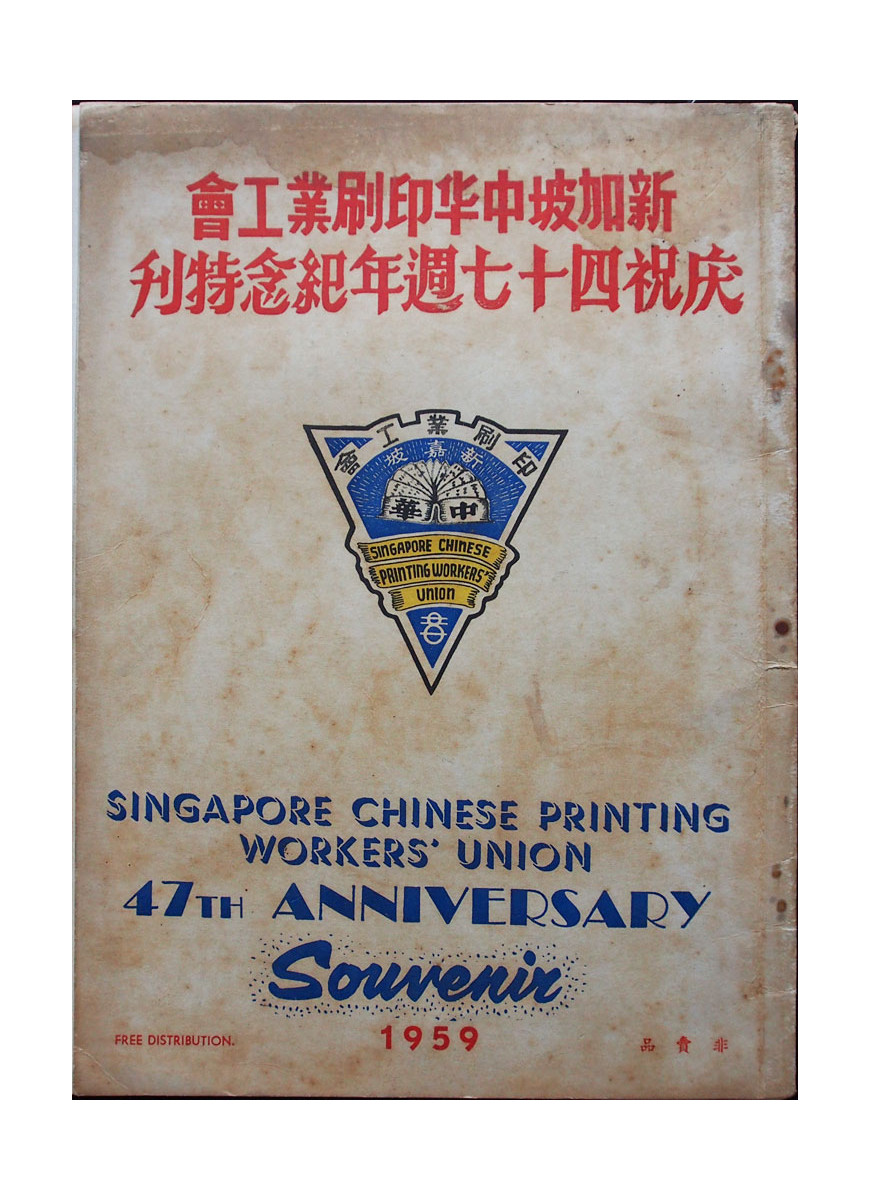 新加坡中华印刷業工會
庆祝四十七週年紀念特刊
印刷業工會
新嘉坡
中華
SINGAPORE CHINESE
PRINTING WORKERS'
UNION
SINGAPORE CHINESE PRINTING
WORKERS' UNION
47TH ANNIVERSARY
Souvenir
1959
FREE DISTRIBUTION.
非賣品